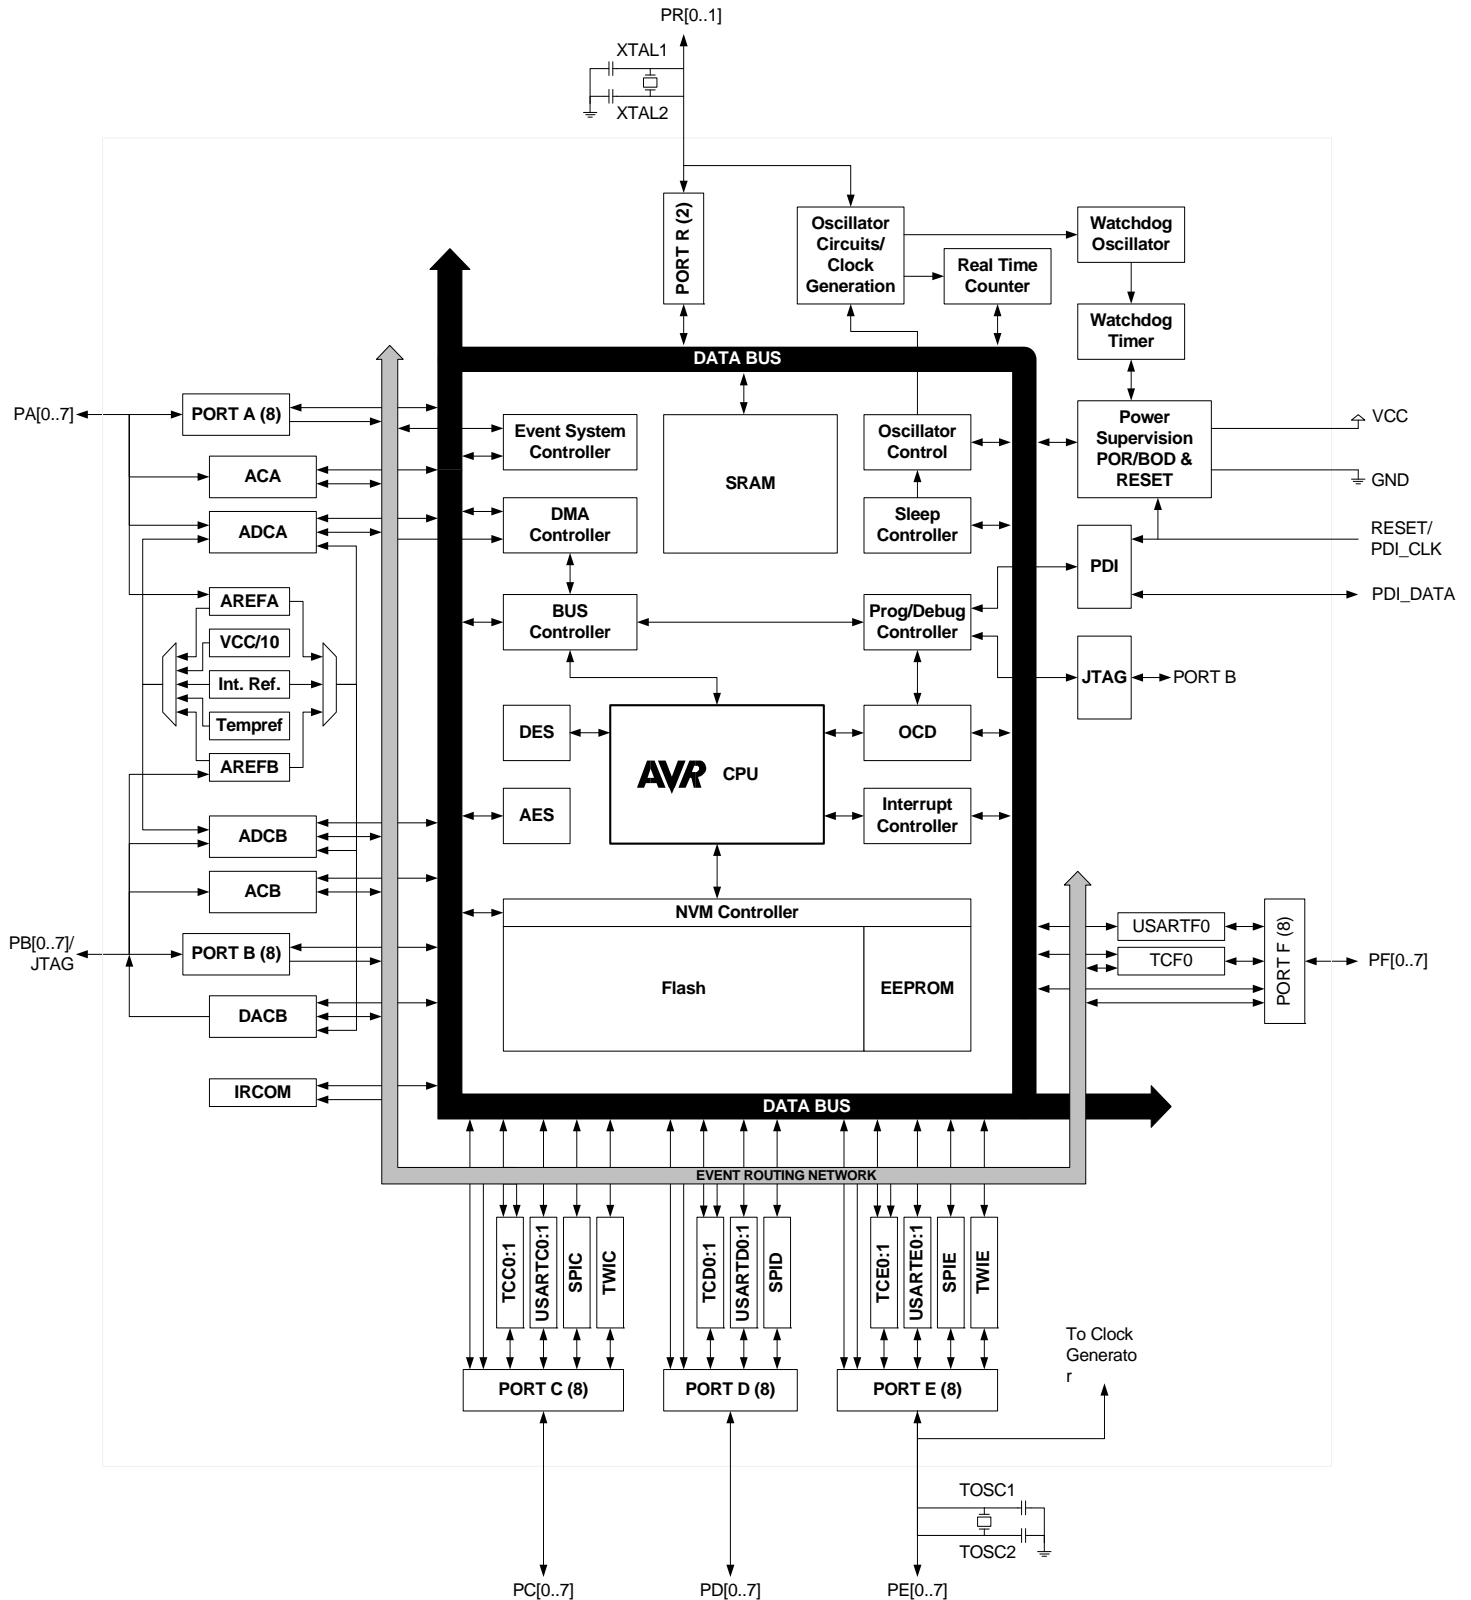 PR[0..1]
XTAL1
XTAL2
PORT R (2)
Oscillator
Circuits/
Clock
Generation
Watchdog
Oscillator
Real Time
Counter
Watchdog
Timer
DATA BUS
PA[0..7]
PORT A (8)
Event System
Controller
SRAM
Oscillator
Control
Power
Supervision
POR/BOD &
RESET
VCC
GND
ACA
ADCA
DMA
Controller
Sleep
Controller
PDI
RESET/
PDI_CLK
PDI_DATA
AREFA
VCC/10
Int. Ref.
Tempref
AREFB
BUS
Controller
Prog/Debug
Controller
JTAG
PORT B
DES
AVR CPU
OCD
AES
Interrupt
Controller
ADCB
ACB
NVM Controller
Flash
EEPROM
USARTF0
TCF0
PORT F (8)
PF[0..7]
PB[0..7]/
JTAG
PORT B (8)
DACB
IRCOM
DATA BUS
EVENT ROUTING NETWORK
TCC0:1
USARTC0:1
SPIC
TWIC
TCD0:1
USARTD0:1
SPID
TCE0:1
USARTE0:1
SPIE
TWIE
PORT C (8)
PORT D (8)
PORT E (8)
To Clock
Generato
r
TOSC1
TOSC2
PC[0..7]
PD[0..7]
PE[0..7]